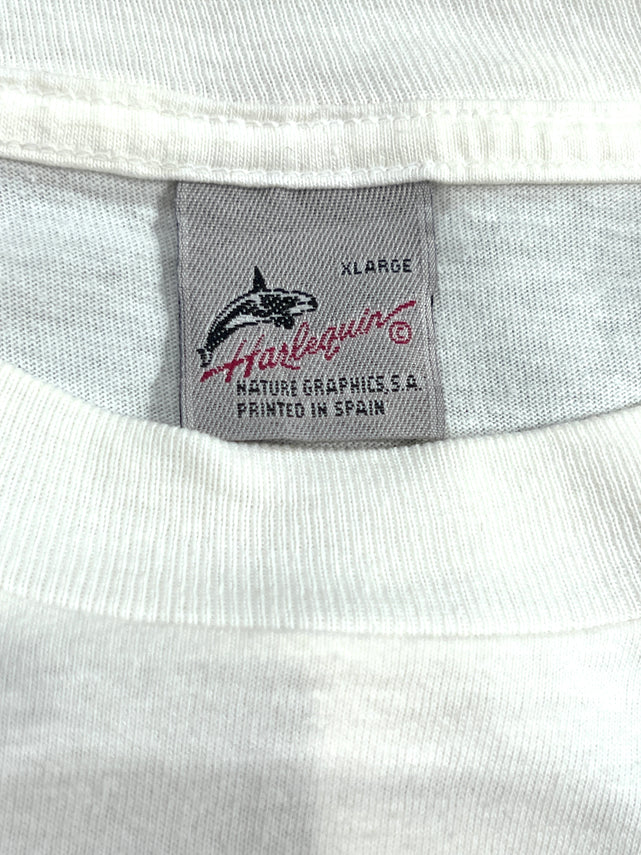 XLARGE
Harlequin ©
NATURE GRAPHICS, S.A.
PRINTED IN SPAIN